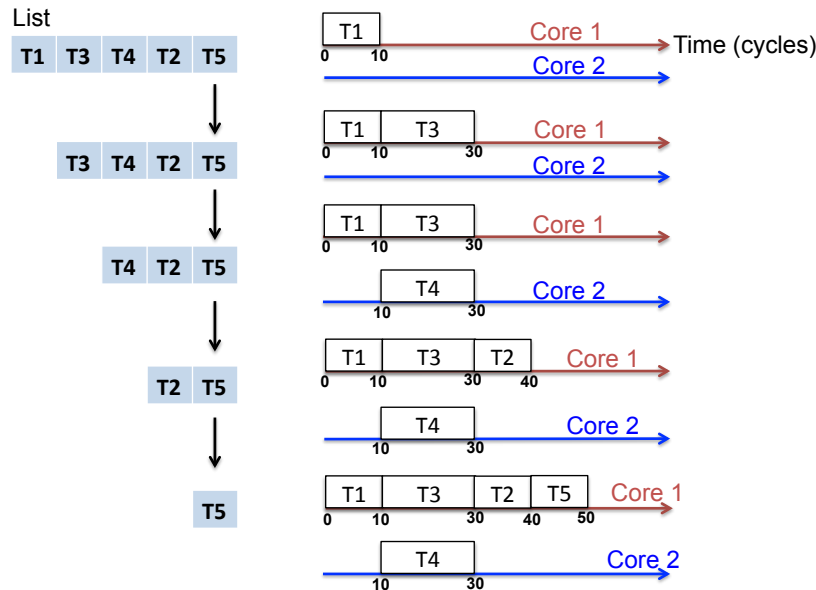 List
T1 T3 T4 T2 T5
T1 Core 1 Time (cycles)
0 10
Core 2
T3 T4 T2 T5
T1 T3 Core 1
0 10 30
Core 2
T4 T2 T5
T1 T3 Core 1
0 10 30
T4 Core 2
10 30
T2 T5
T1 T3 T2 Core 1
0 10 30 40
T4 Core 2
10 30
T5
T1 T3 T2 T5 Core 1
0 10 30 40 50
T4 Core 2
10 30